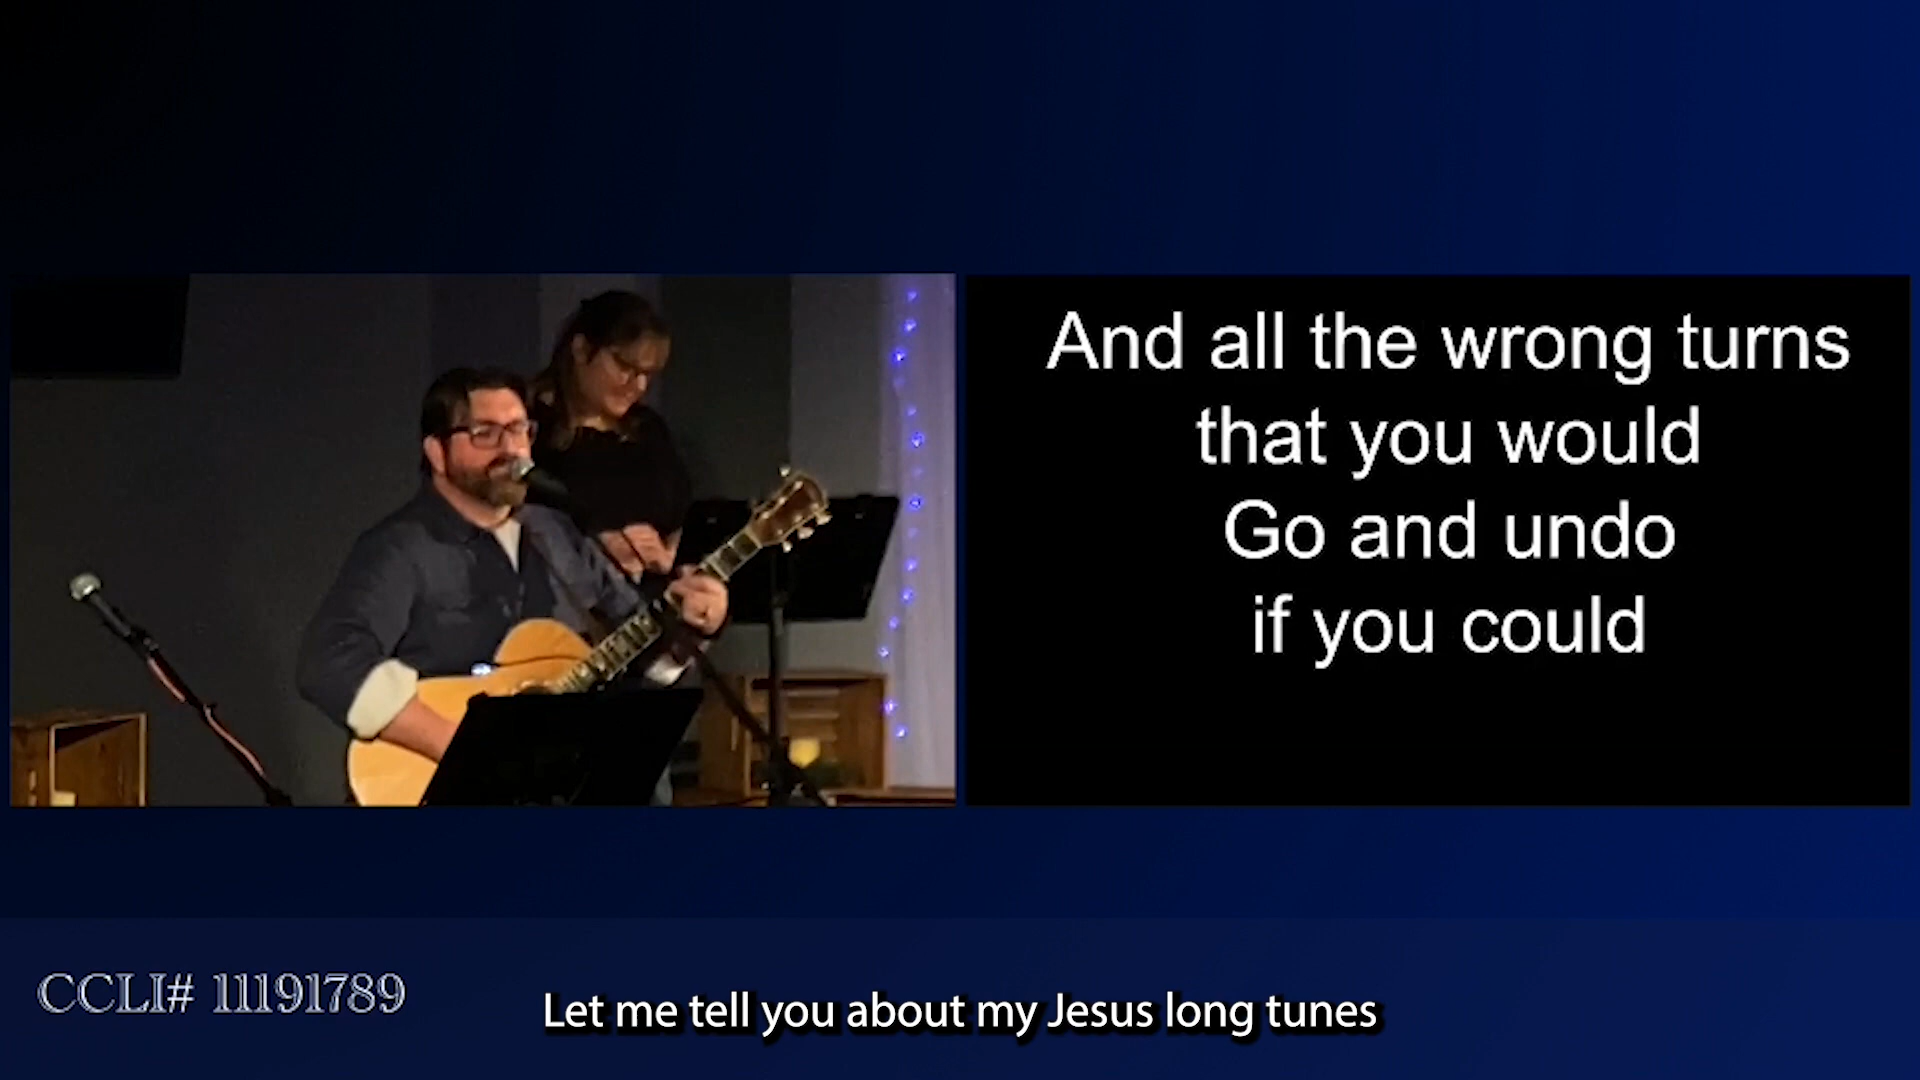 And all the wrong turns
that you would
Go and undo
if you could
CCLI# 11191789
Let me tell you about my Jesus long tunes